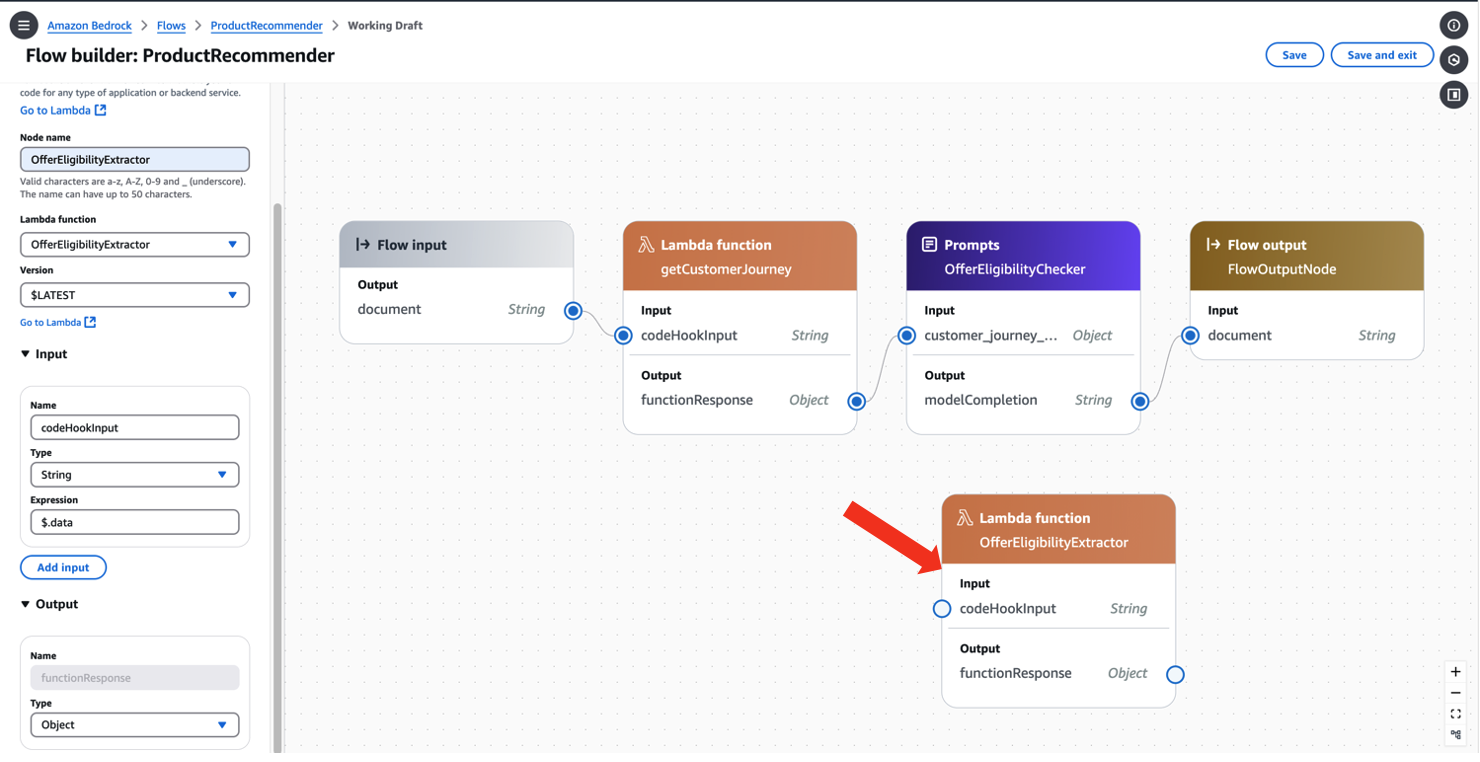 Amazon Bedrock > Flows > ProductRecommender > Working Draft
Flow builder: ProductRecommender
Save
Save and exit
code for any type of application or backend service.
Go to Lambda
Node name
OfferEligibilityExtractor
Valid characters are a-z, A-Z, 0-9 and _ (underscore).
The name can have up to 50 characters.
Lambda function
OfferEligibilityExtractor
Version
$LATEST
Go to Lambda
Input
Name
codeHookInput
Type
String
Expression
$.data
Add input
Output
Name
functionResponse
Type
Object
Flow input
Output
document String
Lambda function
getCustomerJourney
Input
codeHookInput String
Output
functionResponse Object
Prompts
OfferEligibilityChecker
Input
customer_journey_... Object
Output
modelCompletion String
Flow output
FlowOutputNode
Input
document String
Lambda function
OfferEligibilityExtractor
Input
codeHookInput String
Output
functionResponse Object